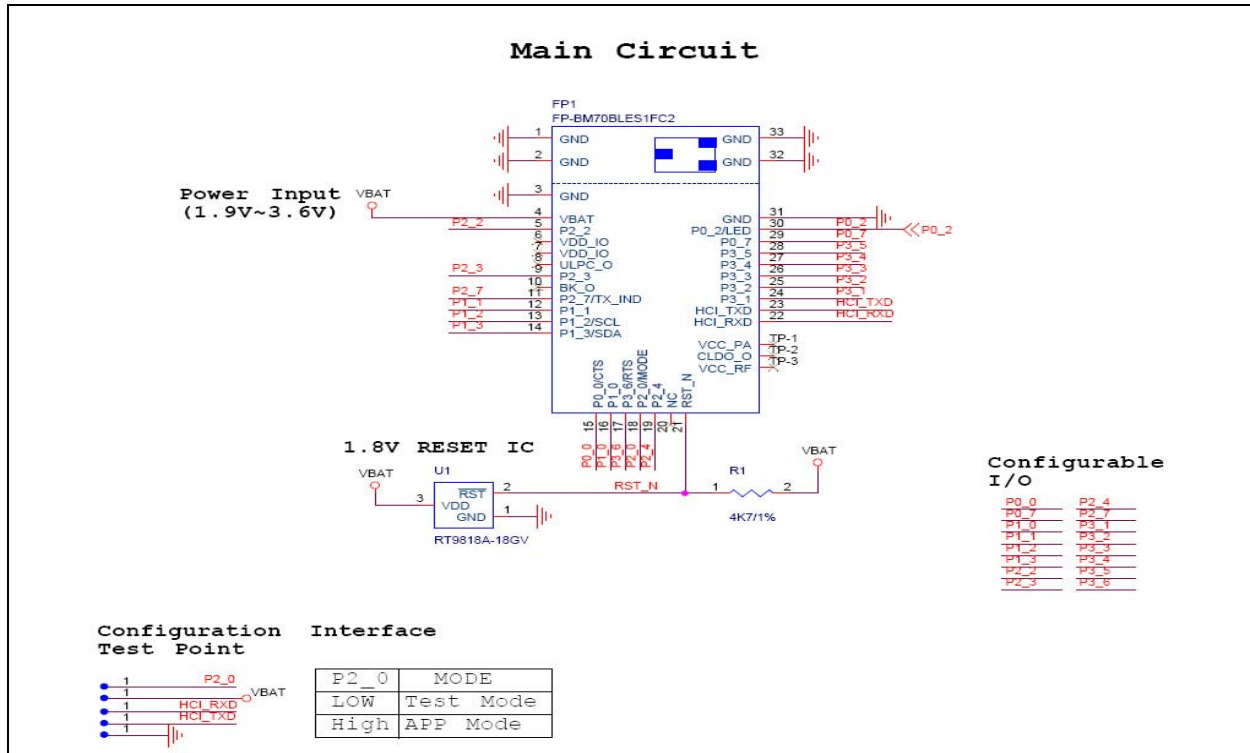 Main Circuit
FP1
FP-BM70BLES1FC2
1 GND GND 33
2 GND GND 32
3 GND
Power Input
(1.9V~3.6V)
VBAT
4 VBAT GND 31
P2_2 5 P2_2 P0_2/LED 30 P0_2 P0_2
6 VDD_IO P0_7 29 P0_7
7 VDD_IO P3_5 28 P3_5
8 ULPC_O P3_4 27 P3_4
P2_3 9 P2_3 P3_3 26 P3_3
10 BK_O P3_2 25 P3_2
P2_7 11 P2_7/TX_IND P3_1 24 P3_1
P1_1 12 P1_1 HCI_TXD 23 HCI_TXD
P1_2 13 P1_2/SCL HCI_RXD 22 HCI_RXD
P1_3 14 P1_3/SDA
VCC_PA TP-1
CLDO_O TP-2
VCC_RF TP-3
P0_0/CTS P1_0 P3_6/RTS P2_0/MODE P2_4 NC RST_N
15 16 17 18 19 20 21
P0_0 P1_0 P3_6 P2_0 P2_4
1.8V RESET IC
VBAT U1 RST_N R1 VBAT
3 VDD RST 2 1 2
GND 1
RT9818A-18GV
4K7/1%
Configurable
I/O
P0_0 P2_4
P0_7 P2_7
P1_0 P3_1
P1_1 P3_2
P1_2 P3_3
P1_3 P3_4
P2_2 P3_5
P2_3 P3_6
Configuration Interface
Test Point
1 P2_0
1 VBAT
1 HCI_RXD
1 HCI_TXD
1
P2_0 MODE
LOW Test Mode
High APP Mode